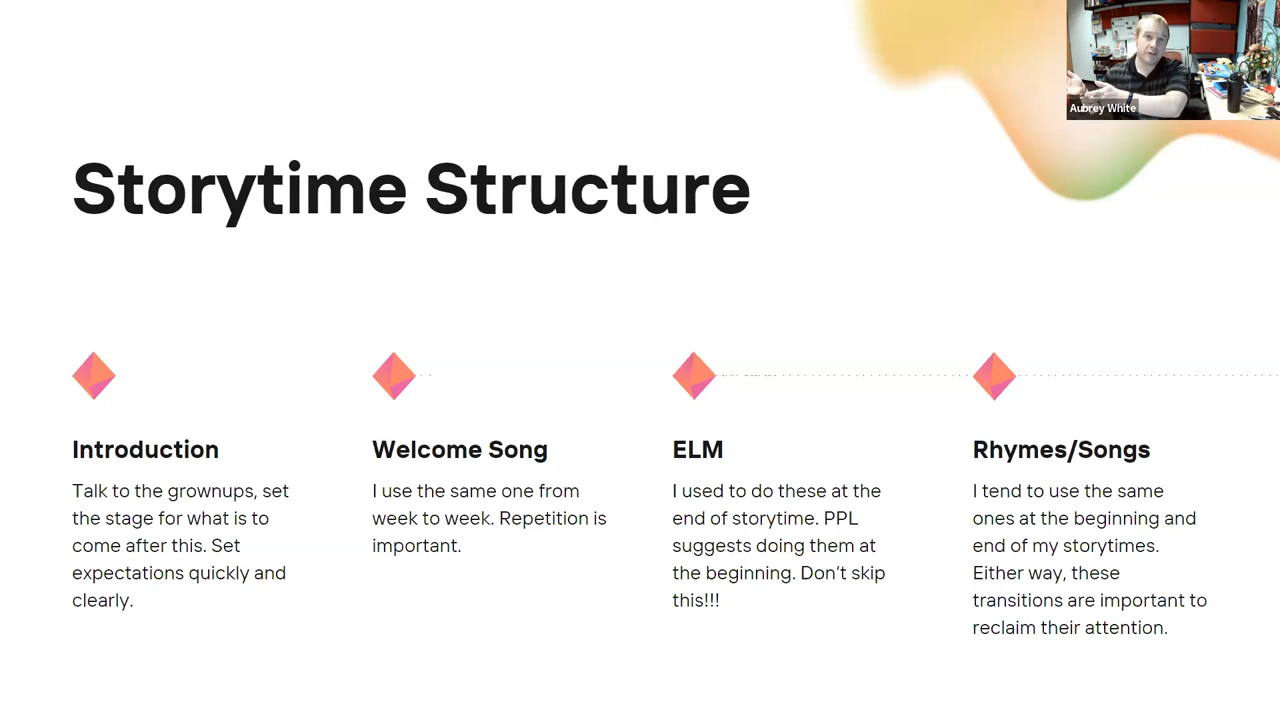 Aubrey White
Storytime Structure
Introduction
Talk to the grownups, set
the stage for what is to
come after this. Set
expectations quickly and
clearly.
Welcome Song
I use the same one from
week to week. Repetition is
important.
ELM
I used to do these at the
end of storytime. PPL
suggests doing them at
the beginning. Don't skip
this!!!
Rhymes/Songs
I tend to use the same
ones at the beginning and
end of my storytimes.
Either way, these
transitions are important to
reclaim their attention.